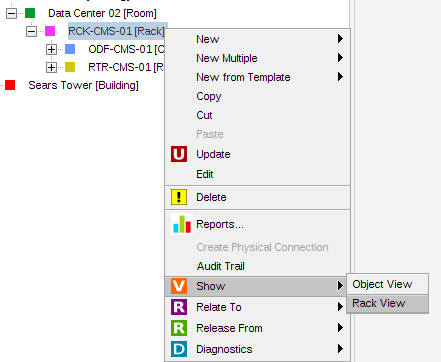 Data Center 02 [Room]
RCK-CMS-01 [Rack]
ODF-CMS-01 [O
RTR-CMS-01 [R
Sears Tower [Building]
New
New Multiple
New from Template
Copy
Cut
Paste
U Update
Edit
! Delete
Reports...
Create Physical Connection
Audit Trail
V Show
Object View
Rack View
R Relate To
R Release From
D Diagnostics